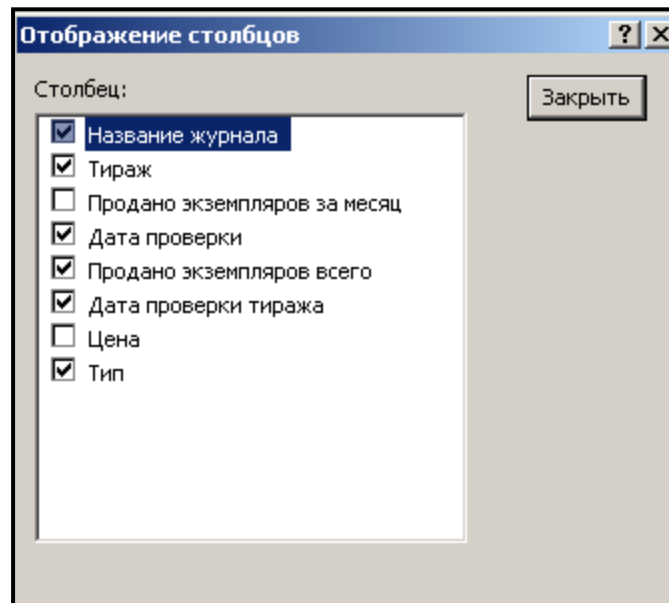 Отображение столбцов
Столбец:
Закрыть
Название журнала
Тираж
Продано экземпляров за месяц
Дата проверки
Продано экземпляров всего
Дата проверки тиража
Цена
Тип